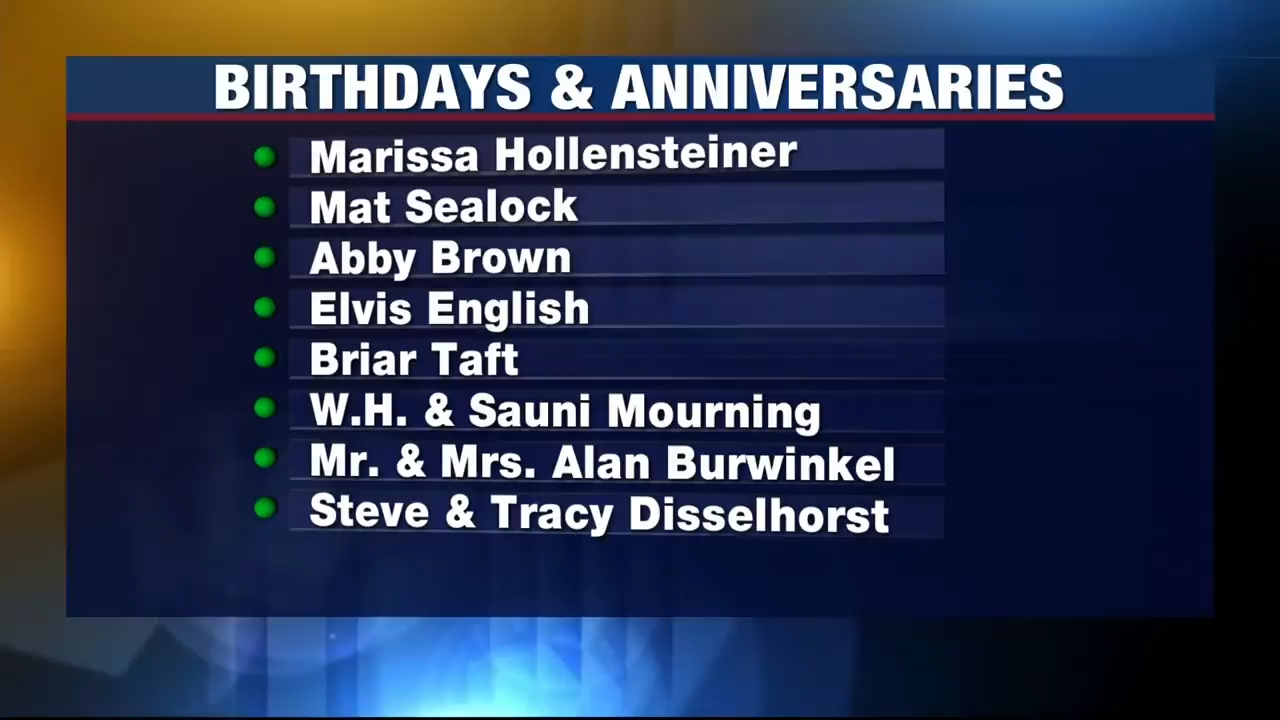 BIRTHDAYS & ANNIVERSARIES
Marissa Hollensteiner
Mat Sealock
Abby Brown
Elvis English
Briar Taft
W.H. & Sauni Mourning
Mr. & Mrs. Alan Burwinkel
Steve & Tracy Disselhorst